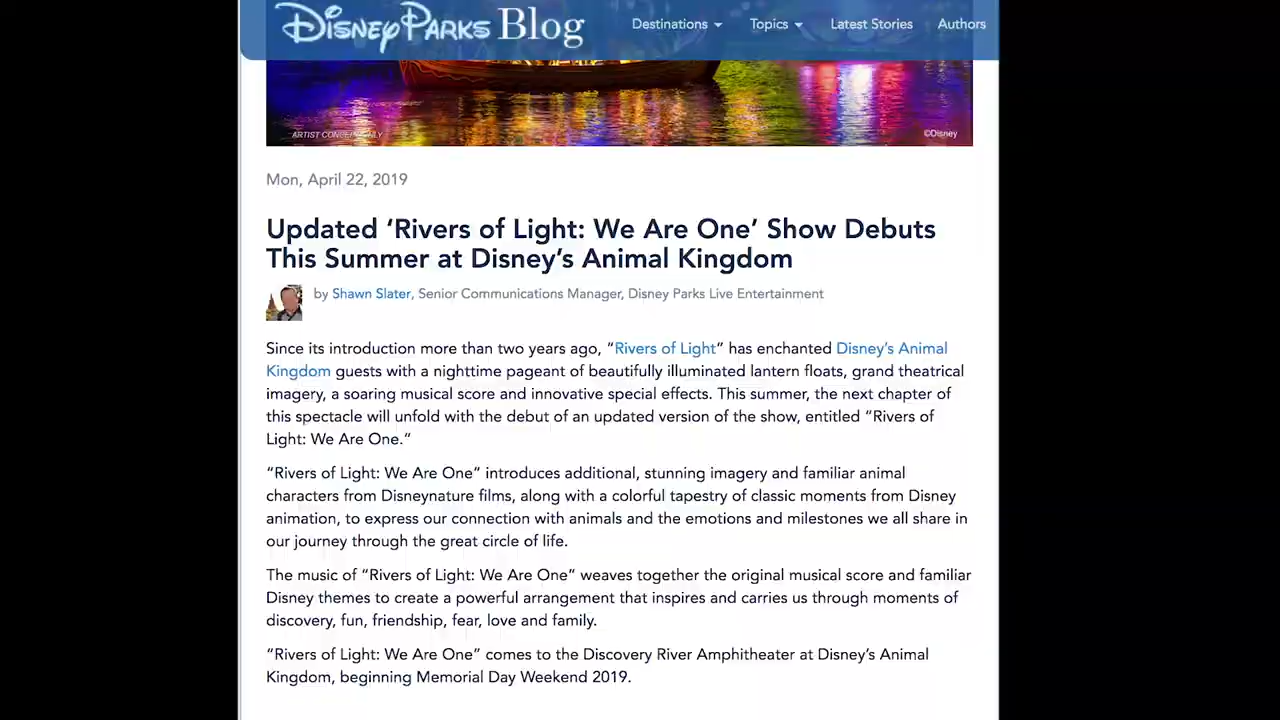 Disney Parks Blog
Destinations
Topics
Latest Stories
Authors
ARTIST CONCEPT ONLY
©Disney
Mon, April 22, 2019
Updated ‘Rivers of Light: We Are One’ Show Debuts
This Summer at Disney’s Animal Kingdom
by Shawn Slater, Senior Communications Manager, Disney Parks Live Entertainment
Since its introduction more than two years ago, “Rivers of Light” has enchanted Disney’s Animal
Kingdom guests with a nighttime pageant of beautifully illuminated lantern floats, grand theatrical
imagery, a soaring musical score and innovative special effects. This summer, the next chapter of
this spectacle will unfold with the debut of an updated version of the show, entitled “Rivers of
Light: We Are One.“
“Rivers of Light: We Are One” introduces additional, stunning imagery and familiar animal
characters from Disneynature films, along with a colorful tapestry of classic moments from Disney
animation, to express our connection with animals and the emotions and milestones we all share in
our journey through the great circle of life.
The music of “Rivers of Light: We Are One” weaves together the original musical score and familiar
Disney themes to create a powerful arrangement that inspires and carries us through moments of
discovery, fun, friendship, fear, love and family.
“Rivers of Light: We Are One” comes to the Discovery River Amphitheater at Disney’s Animal
Kingdom, beginning Memorial Day Weekend 2019.